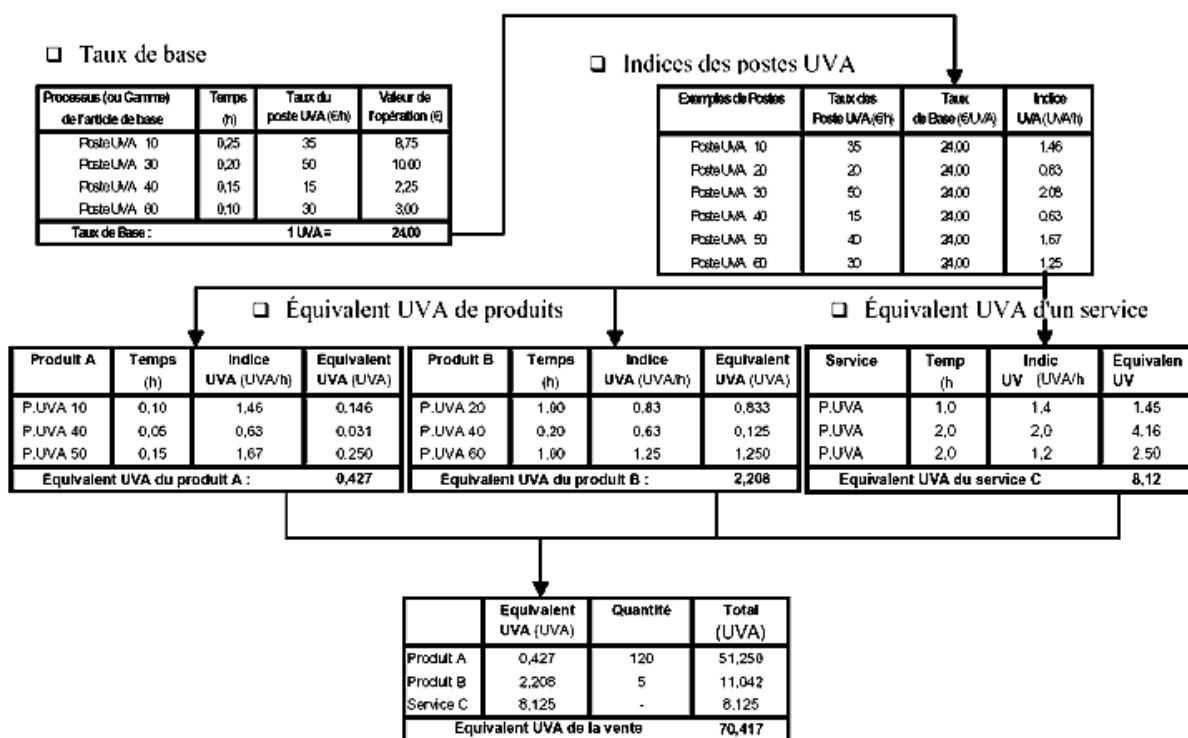 Taux de base
Processus (ou Gamme) de l'article de base Temps (h) Taux du poste UVA (€/h) Valeur de l'opération (€)
Poste UVA 10 0,25 35 8,75
Poste UVA 30 0,20 50 10,00
Poste UVA 40 0,15 15 2,25
Poste UVA 60 0,10 30 3,00
Taux de Base : 1 UVA = 24,00
Indices des postes UVA
Exemples de Postes Taux des Poste UVA (€/h) Taux de Base (€/UVA) Indice UVA (UVA/h)
Poste UVA 10 35 24,00 1,46
Poste UVA 20 20 24,00 0,83
Poste UVA 30 50 24,00 2,08
Poste UVA 40 15 24,00 0,63
Poste UVA 50 40 24,00 1,67
Poste UVA 60 30 24,00 1,25
Équivalent UVA de produits
Équivalent UVA d'un service
Produit A Temps (h) Indice UVA (UVA/h) Equivalent UVA (UVA)
P.UVA 10 0,10 1,46 0,146
P.UVA 40 0,05 0,63 0,031
P.UVA 50 0,15 1,67 0,250
Equivalent UVA du produit A : 0,427
Produit B Temps (h) Indice UVA (UVA/h) Equivalent UVA (UVA)
P.UVA 20 1,00 0,83 0,833
P.UVA 40 0,20 0,63 0,125
P.UVA 60 1,00 1,25 1,250
Equivalent UVA du produit B : 2,208
Service Temp (h Indic UV (UVA/h Equivalen UV
P.UVA 1,0 1,4 1.45
P.UVA 2,0 2,0 4,16
P.UVA 2,0 1,2 2.50
Equivalent UVA du service C 8,12
Equivalent UVA (UVA) Quantité Total (UVA)
Produit A 0,427 120 51,250
Produit B 2,208 5 11,042
Service C 8,125 - 8.125
Equivalent UVA de la vente 70,417